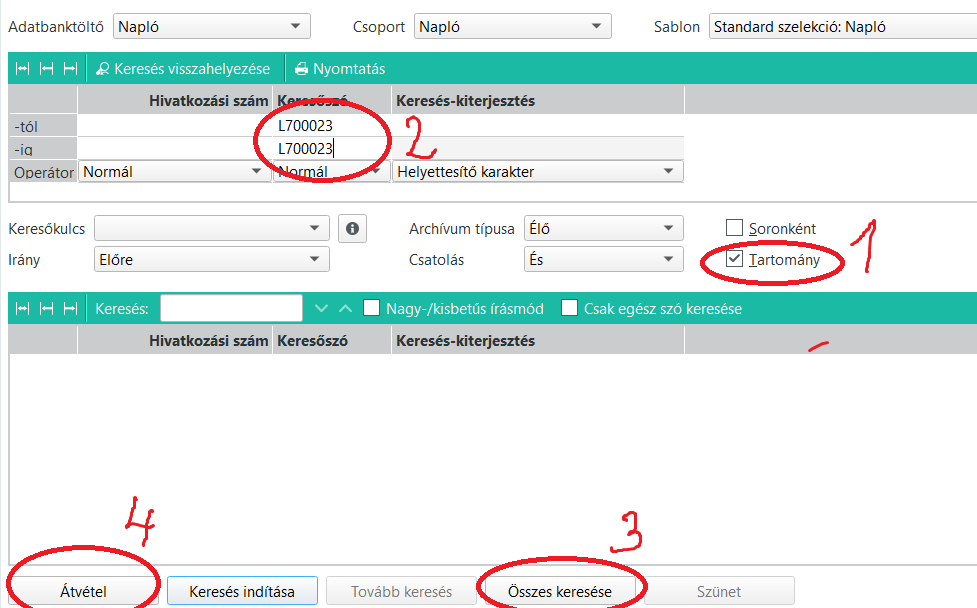 Adatbanktöltő Napló Csoport Napló Sablon Standard szelekció: Napló
Keresés visszahelyezése Nyomtatás
Hivatkozási szám Keresőszó Keresés-kiterjesztés
-tól L700023
-ig L700023
2
Operátor Normál Normál Helyettesítő karakter
Keresőkulcs Archívum típusa Élő Soronként
1
Irány Előre Csatolás És Tartomány
Keresés: Nagy-/kisbetűs írásmód Csak egész szó keresése
Hivatkozási szám Keresőszó Keresés-kiterjesztés
4 3
Átvétel Keresés indítása Tovább keresés Összes keresése Szünet